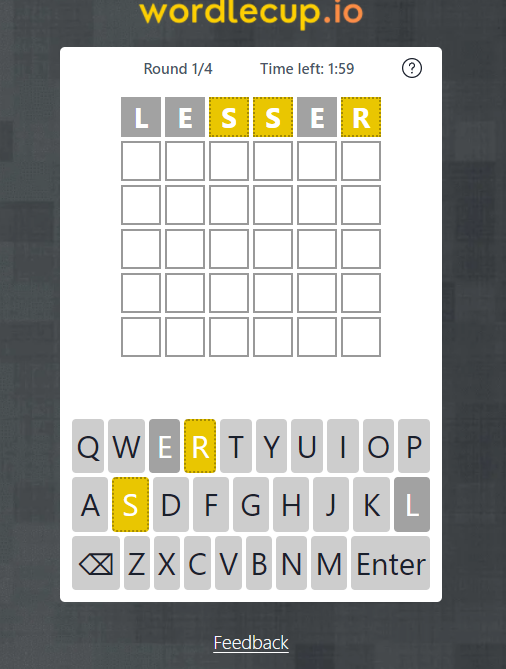 wordlecup.io
Round 1/4 Time left: 1:59 ?
L E S S E R
Q W E R T Y U I O P
A S D F G H J K L
⌫ Z X C V B N M Enter
Feedback